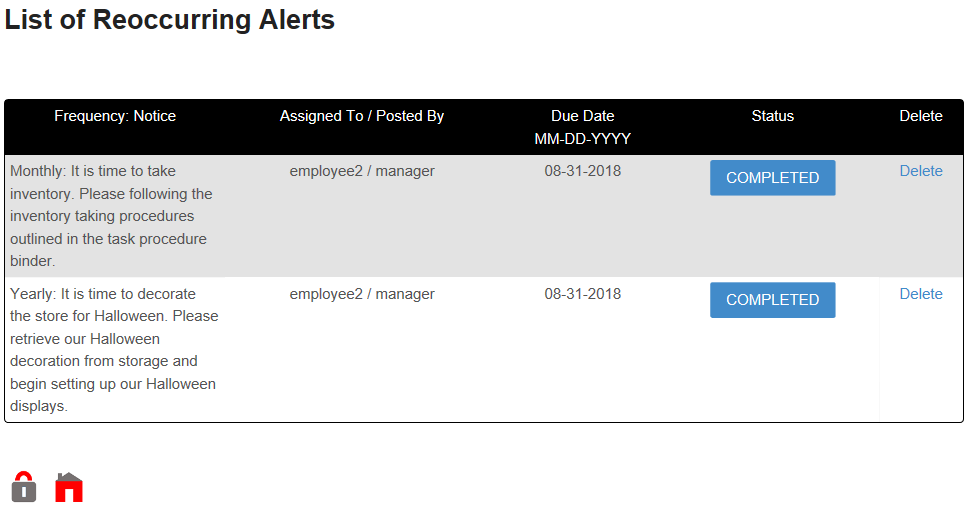 List of Reoccurring Alerts
Frequency: Notice Assigned To / Posted By Due Date Status Delete
MM-DD-YYYY
Monthly: It is time to take employee2 / manager 08-31-2018 COMPLETED Delete
inventory. Please following the
inventory taking procedures
outlined in the task procedure
binder.
Yearly: It is time to decorate employee2 / manager 08-31-2018 COMPLETED Delete
the store for Halloween. Please
retrieve our Halloween
decoration from storage and
begin setting up our Halloween
displays.